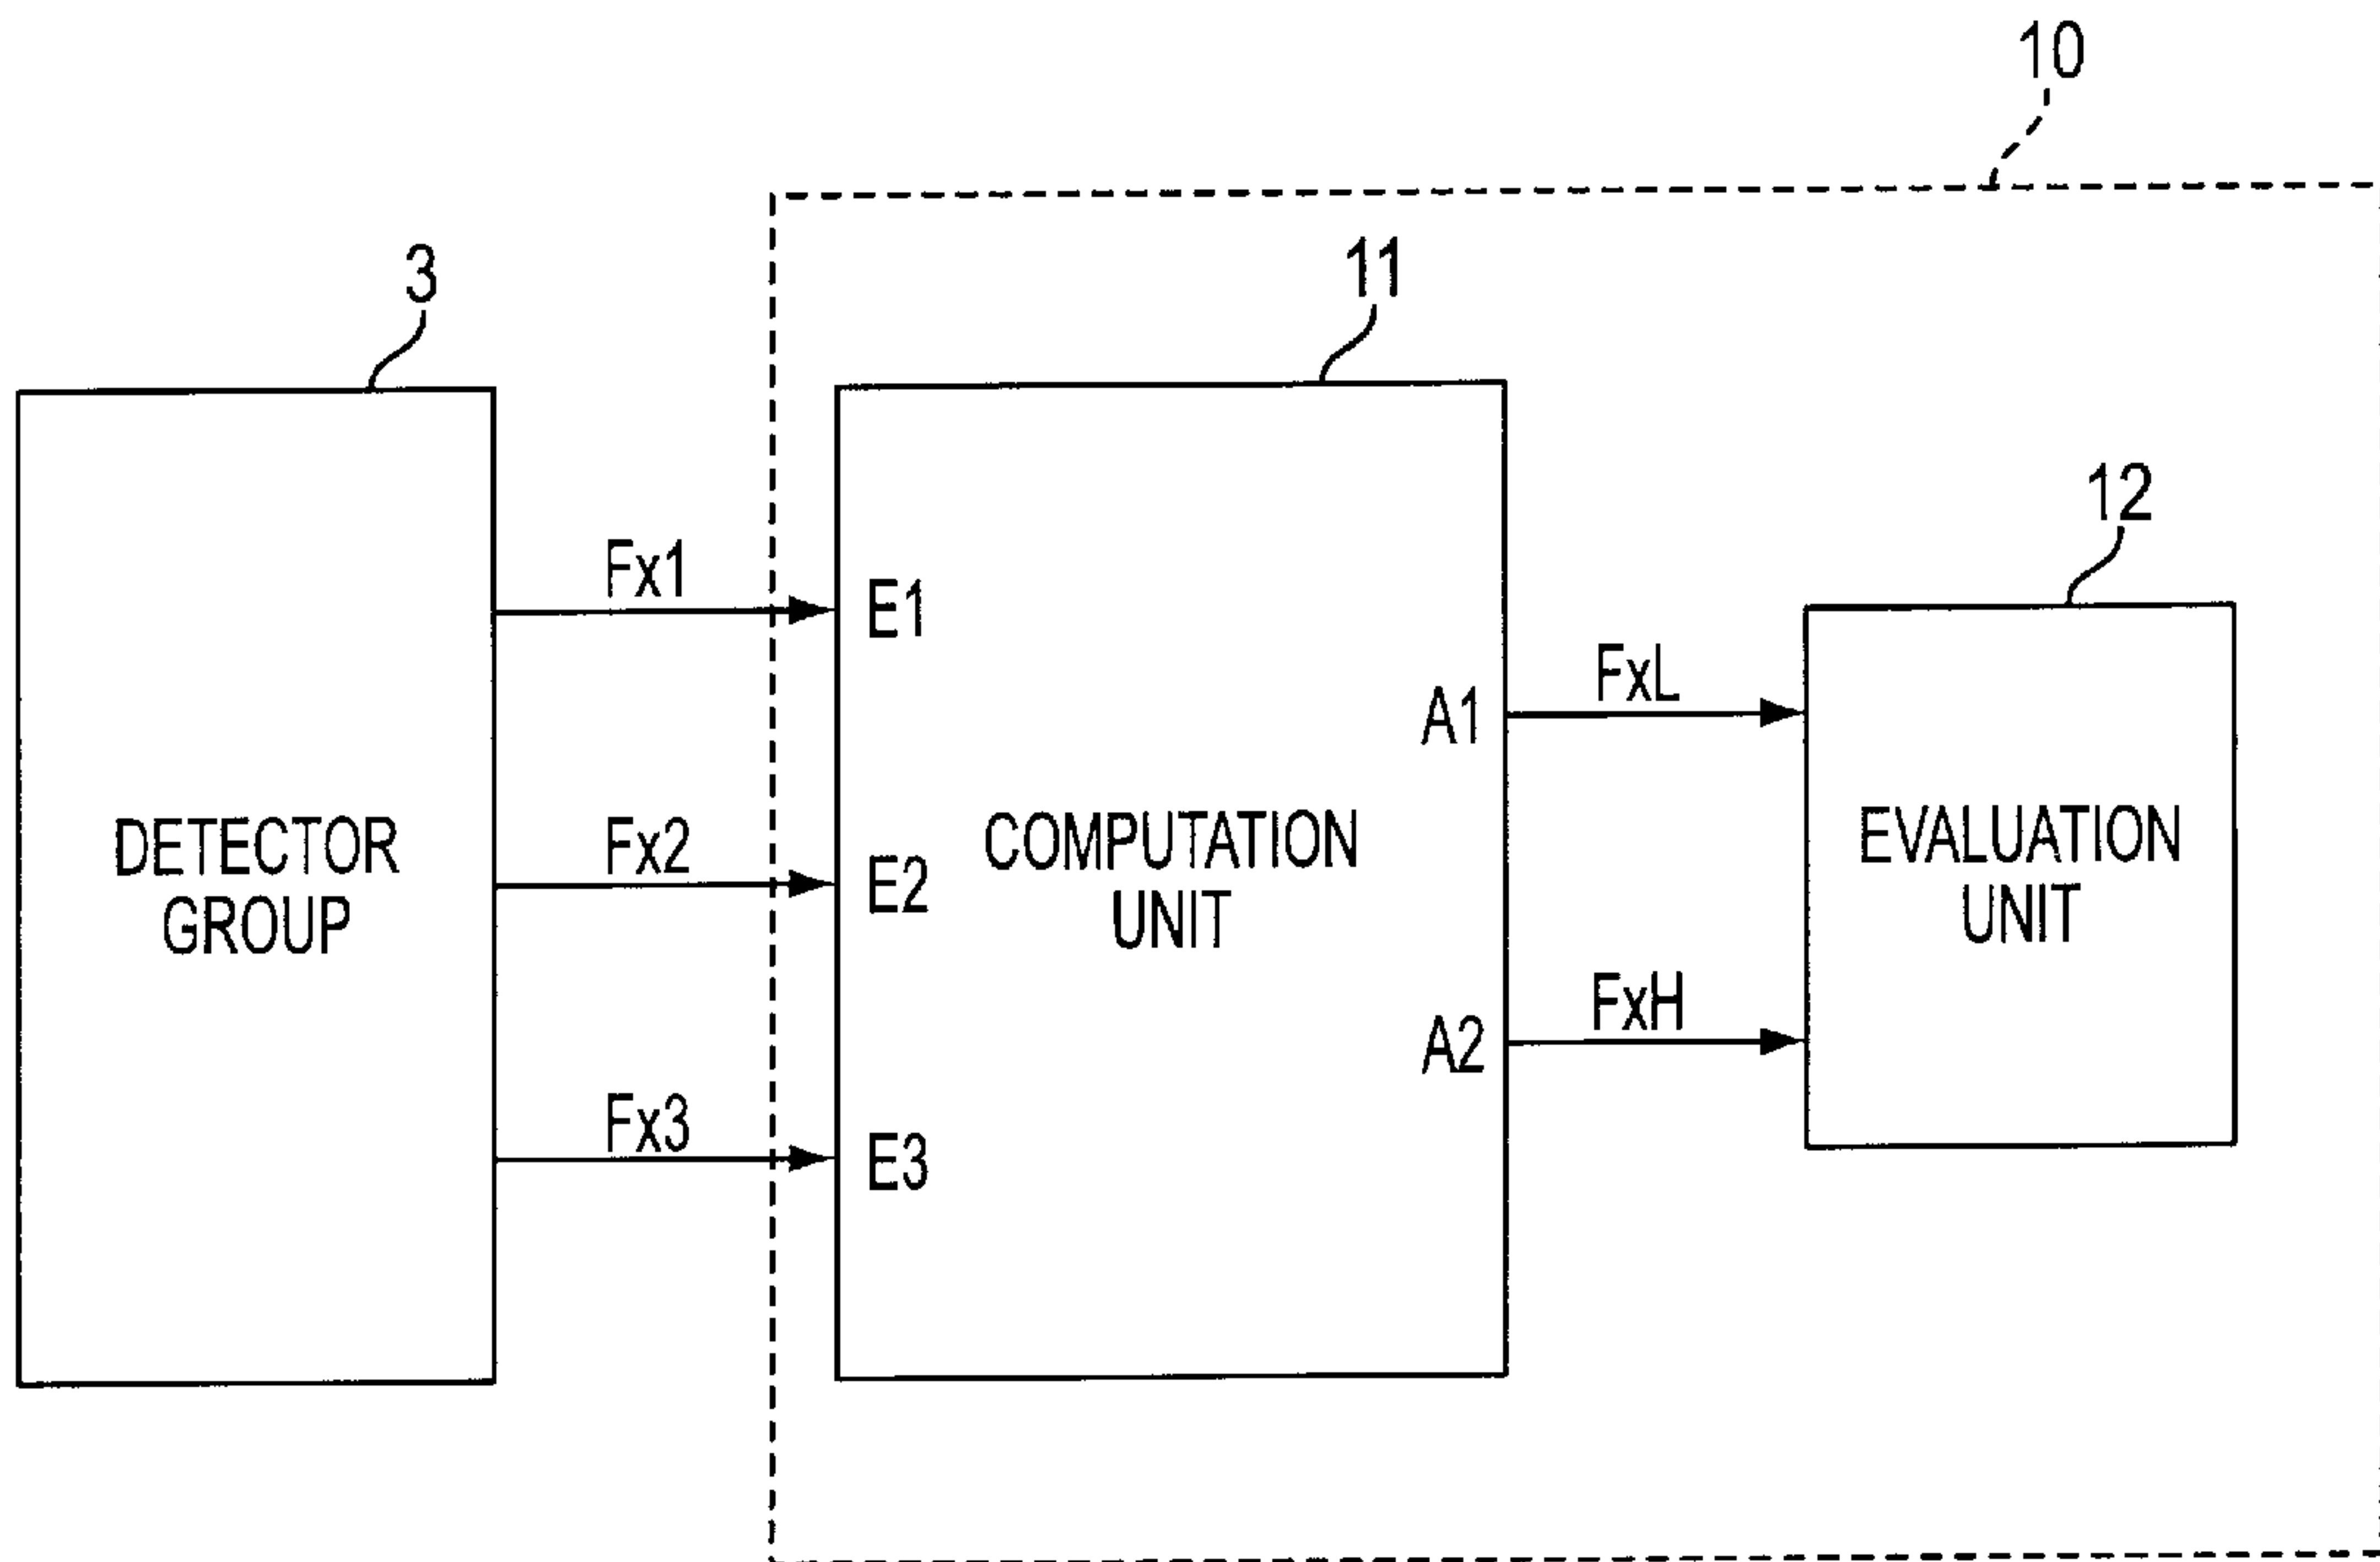 10
3
11
12
Fx1
E1
FxL
A1
DETECTOR
GROUP
Fx2
E2
COMPUTATION
UNIT
EVALUATION
UNIT
FxH
A2
Fx3
E3